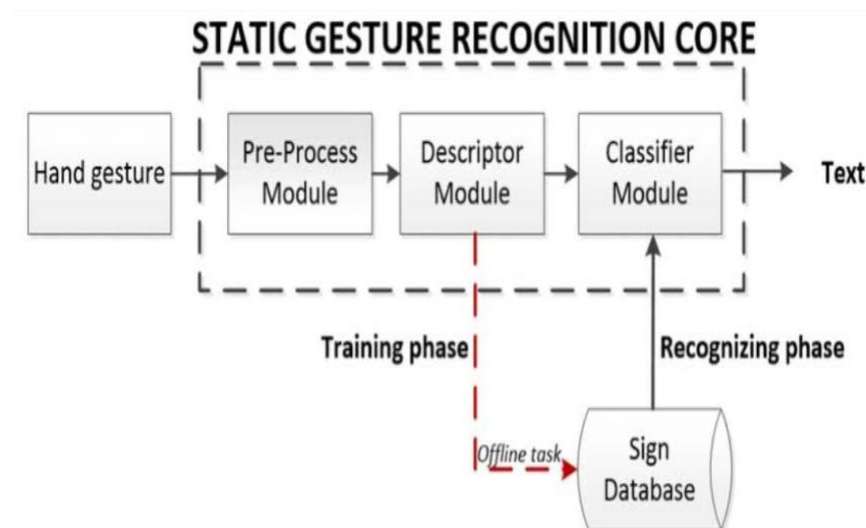 STATIC GESTURE RECOGNITION CORE
Hand gesture
Pre-Process
Module
Descriptor
Module
Classifier
Module
Text
Training phase
Recognizing phase
Offline task
Sign
Database